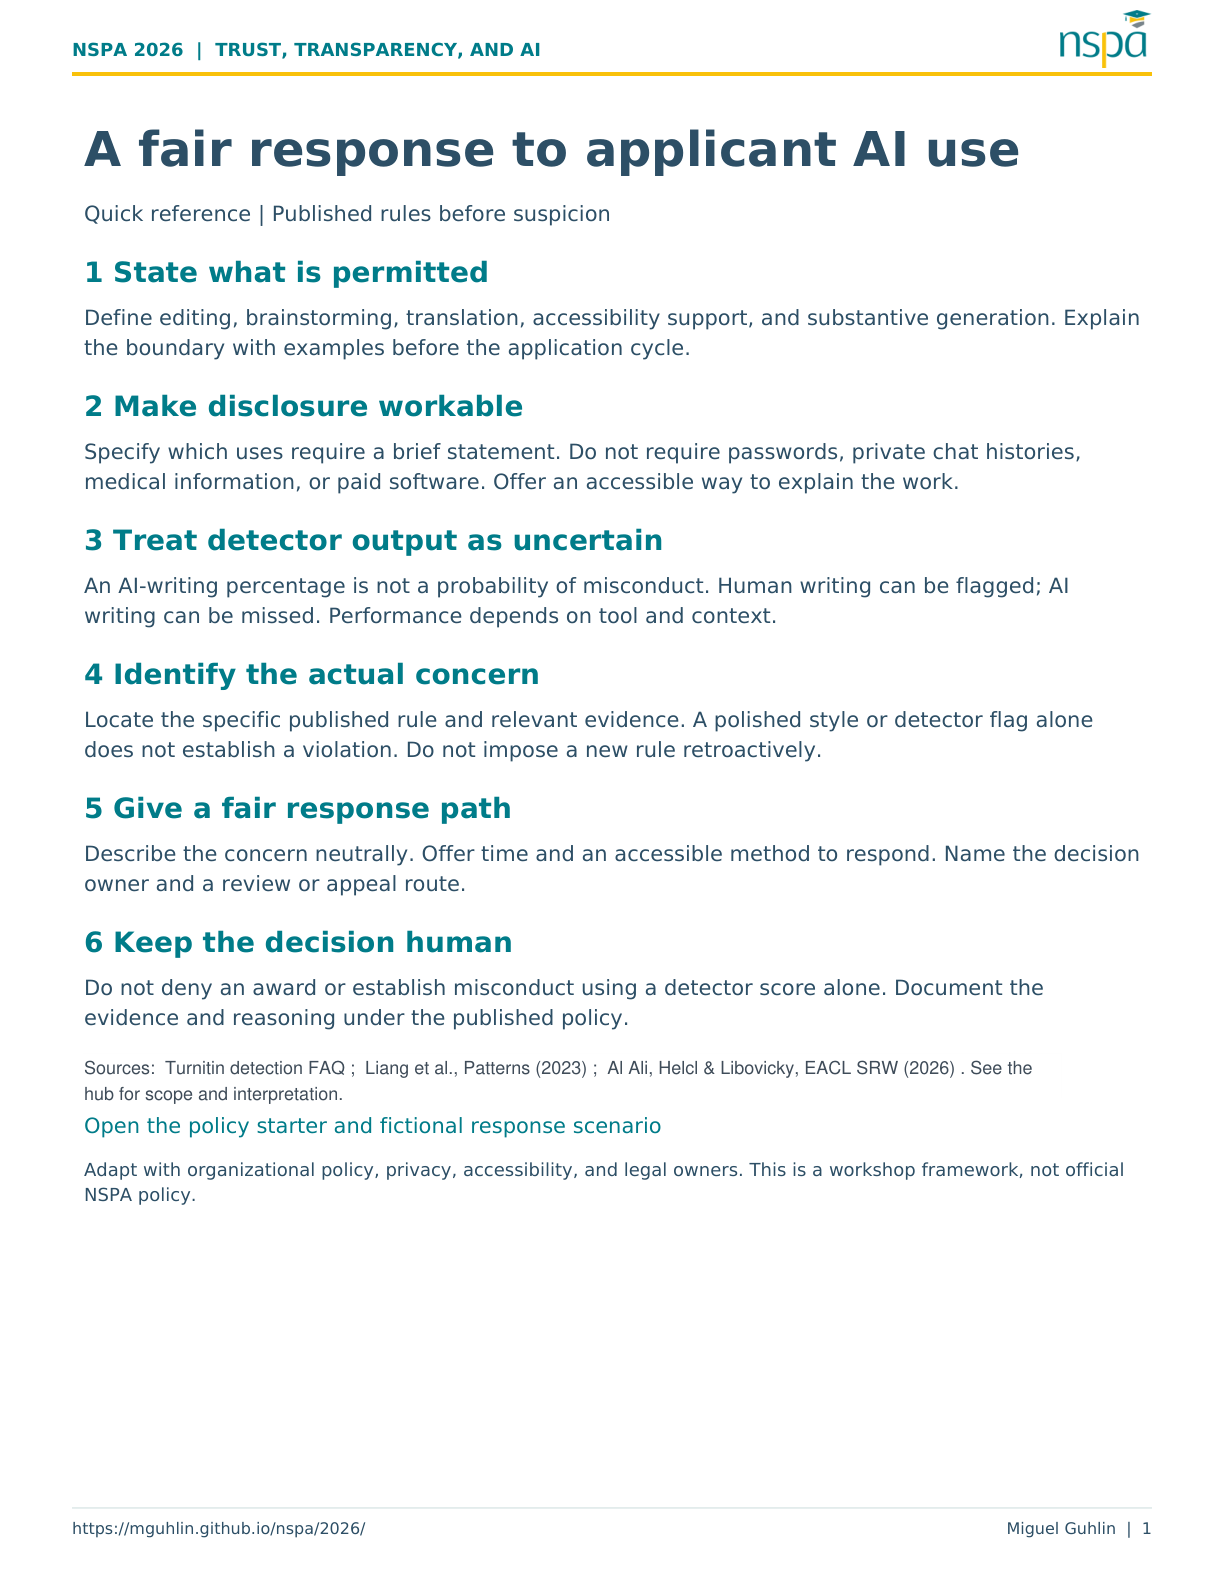 NSPA 2026 | TRUST, TRANSPARENCY, AND AI
nspa
A fair response to applicant AI use
Quick reference | Published rules before suspicion
1 State what is permitted
Define editing, brainstorming, translation, accessibility support, and substantive generation. Explain
the boundary with examples before the application cycle.
2 Make disclosure workable
Specify which uses require a brief statement. Do not require passwords, private chat histories,
medical information, or paid software. Offer an accessible way to explain the work.
3 Treat detector output as uncertain
An AI-writing percentage is not a probability of misconduct. Human writing can be flagged; AI
writing can be missed. Performance depends on tool and context.
4 Identify the actual concern
Locate the specific published rule and relevant evidence. A polished style or detector flag alone
does not establish a violation. Do not impose a new rule retroactively.
5 Give a fair response path
Describe the concern neutrally. Offer time and an accessible method to respond. Name the decision
owner and a review or appeal route.
6 Keep the decision human
Do not deny an award or establish misconduct using a detector score alone. Document the
evidence and reasoning under the published policy.
Sources: Turnitin detection FAQ ; Liang et al., Patterns (2023) ; Al Ali, Helcl & Libovicky, EACL SRW (2026) . See the
hub for scope and interpretation.
Open the policy starter and fictional response scenario
Adapt with organizational policy, privacy, accessibility, and legal owners. This is a workshop framework, not official
NSPA policy.
https://mguhlin.github.io/nspa/2026/
Miguel Guhlin | 1